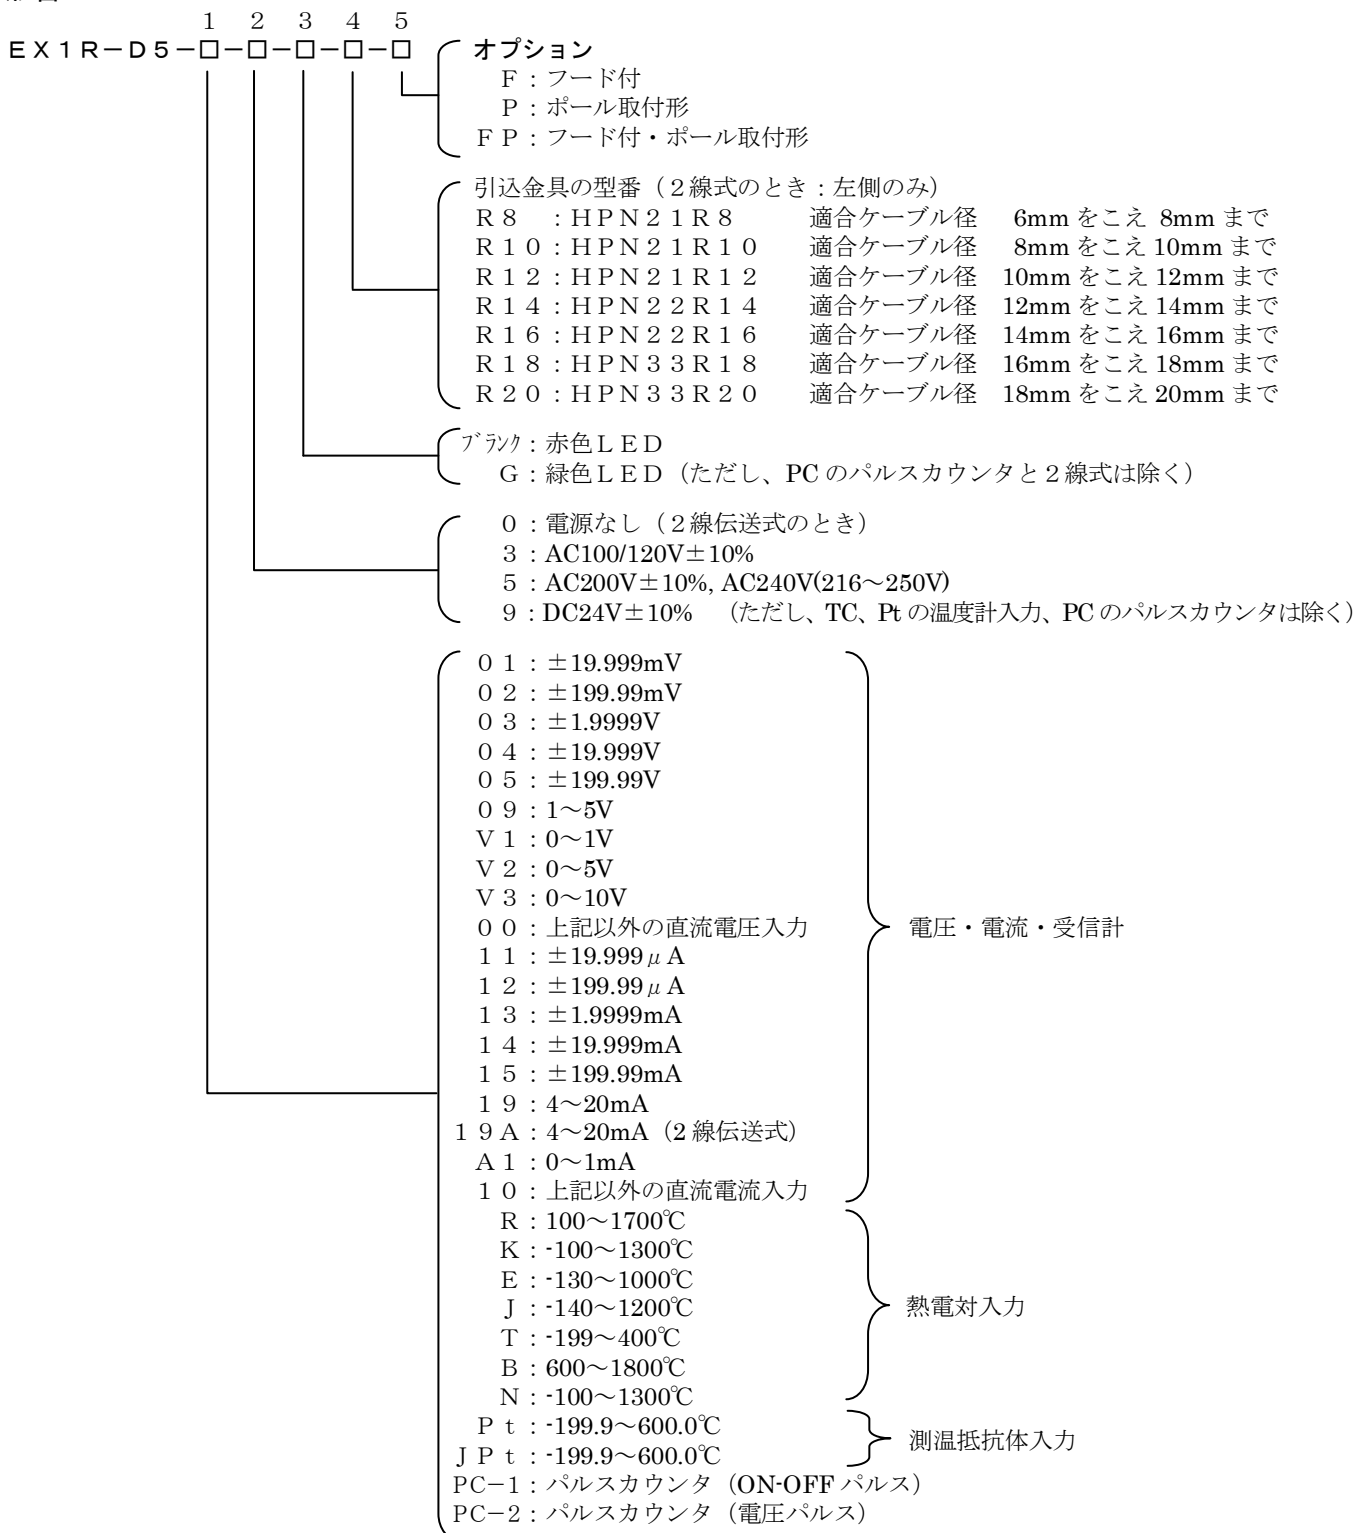 1 2 3 4 5
ＥＸ１Ｒ－Ｄ５－□－□－□－□－□
オプション
Ｆ：フード付
Ｐ：ポール取付形
ＦＰ：フード付・ポール取付形
引込金具の型番（２線式のとき：左側のみ）
Ｒ８　：ＨＰＮ２１Ｒ８　適合ケーブル径　6mm をこえ 8mm まで
Ｒ１０：ＨＰＮ２１Ｒ１０　適合ケーブル径　8mm をこえ 10mm まで
Ｒ１２：ＨＰＮ２１Ｒ１２　適合ケーブル径　10mm をこえ 12mm まで
Ｒ１４：ＨＰＮ２２Ｒ１４　適合ケーブル径　12mm をこえ 14mm まで
Ｒ１６：ＨＰＮ２２Ｒ１６　適合ケーブル径　14mm をこえ 16mm まで
Ｒ１８：ＨＰＮ３３Ｒ１８　適合ケーブル径　16mm をこえ 18mm まで
Ｒ２０：ＨＰＮ３３Ｒ２０　適合ケーブル径　18mm をこえ 20mm まで
ﾌﾞﾗﾝｸ：赤色ＬＥＤ
Ｇ：緑色ＬＥＤ（ただし、PC のパルスカウンタと２線式は除く）
０：電源なし（２線伝送式のとき）
３：AC100/120V±10%
５：AC200V±10%, AC240V(216～250V)
９：DC24V±10%　（ただし、TC、Pt の温度計入力、PC のパルスカウンタは除く）
０１：±19.999mV
０２：±199.99mV
０３：±1.9999V
０４：±19.999V
０５：±199.99V
０９：1～5V
Ｖ１：0～1V
Ｖ２：0～5V
Ｖ３：0～10V
００：上記以外の直流電圧入力
電圧・電流・受信計
１１：±19.999μA
１２：±199.99μA
１３：±1.9999mA
１４：±19.999mA
１５：±199.99mA
１９：4～20mA
１９Ａ：4～20mA（2 線伝送式）
Ａ１：0～1mA
１０：上記以外の直流電流入力
Ｒ：100～1700℃
Ｋ：-100～1300℃
Ｅ：-130～1000℃
Ｊ：-140～1200℃
熱電対入力
Ｔ：-199～400℃
Ｂ：600～1800℃
Ｎ：-100～1300℃
Ｐｔ：-199.9～600.0℃
測温抵抗体入力
ＪＰｔ：-199.9～600.0℃
PC－1：パルスカウンタ（ON-OFF パルス）
PC－2：パルスカウンタ（電圧パルス）